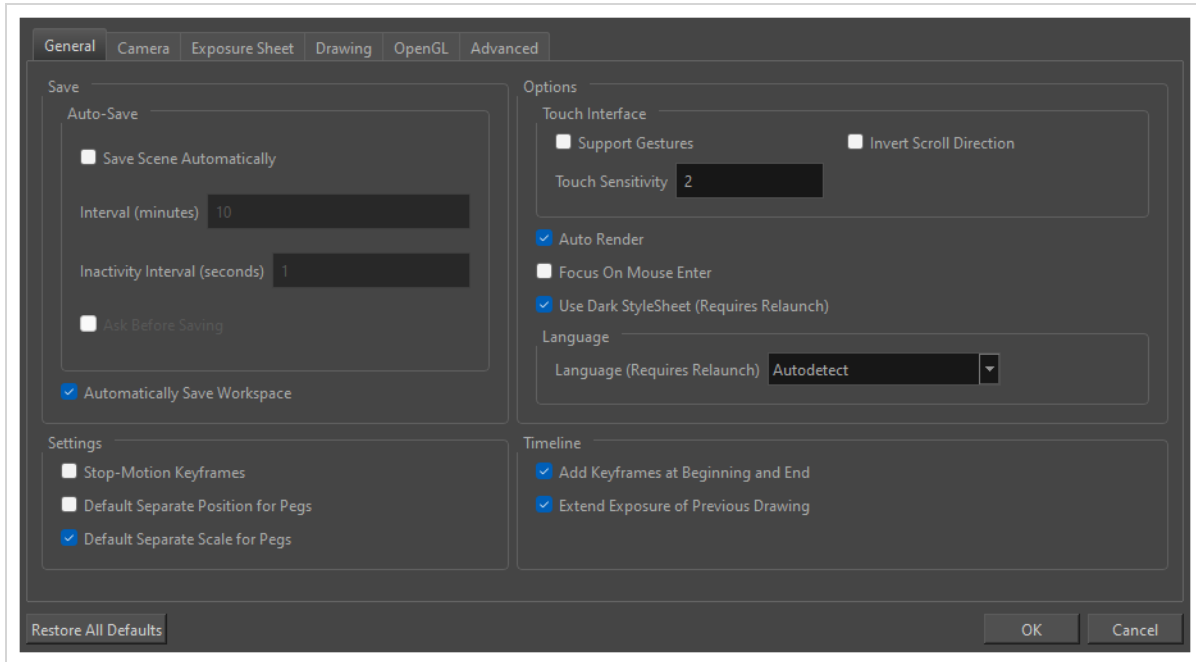 General Camera Exposure Sheet Drawing OpenGL Advanced
Save
Auto-Save
Save Scene Automatically
Interval (minutes) 10
Inactivity Interval (seconds) 1
Ask Before Saving
Automatically Save Workspace
Options
Touch Interface
Support Gestures Invert Scroll Direction
Touch Sensitivity 2
Auto Render
Focus On Mouse Enter
Use Dark StyleSheet (Requires Relaunch)
Language
Language (Requires Relaunch) Autodetect
Settings
Stop-Motion Keyframes
Default Separate Position for Pegs
Default Separate Scale for Pegs
Timeline
Add Keyframes at Beginning and End
Extend Exposure of Previous Drawing
Restore All Defaults OK Cancel